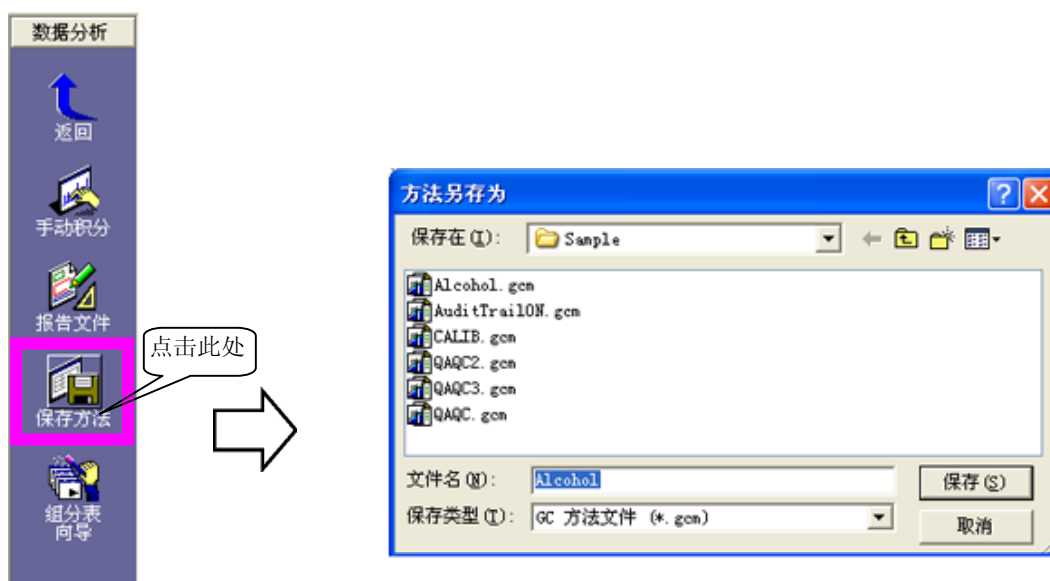 数据分析
返回
手动积分
报告文件
点击此处
保存方法
组分表
向导
方法另存为
保存在(I):
Sample
Alcohol.gcm
AuditTrailON.gcm
CALIB.gcm
QAQC2.gcm
QAQC3.gcm
QAQC.gcm
文件名(N):
Alcohol
保存(S)
保存类型(T):
GC 方法文件 (*.gcm)
取消